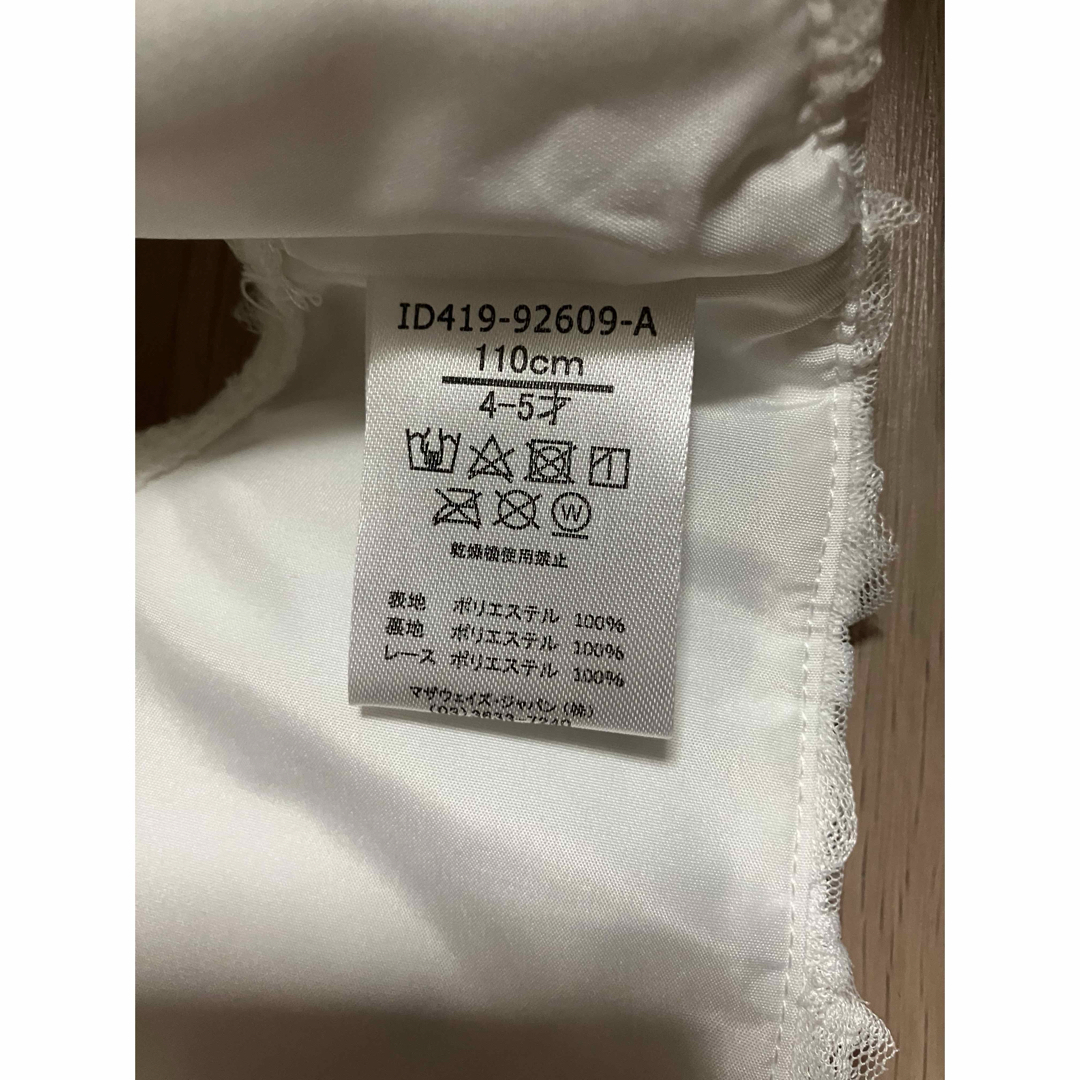 ID419-92609-A
110cm
4-5才
W
乾燥機使用禁止
表地 ポリエステル 100%
裏地 ポリエステル 100%
レース ポリエステル 100%
マザウェイズ・ジャパン(株)